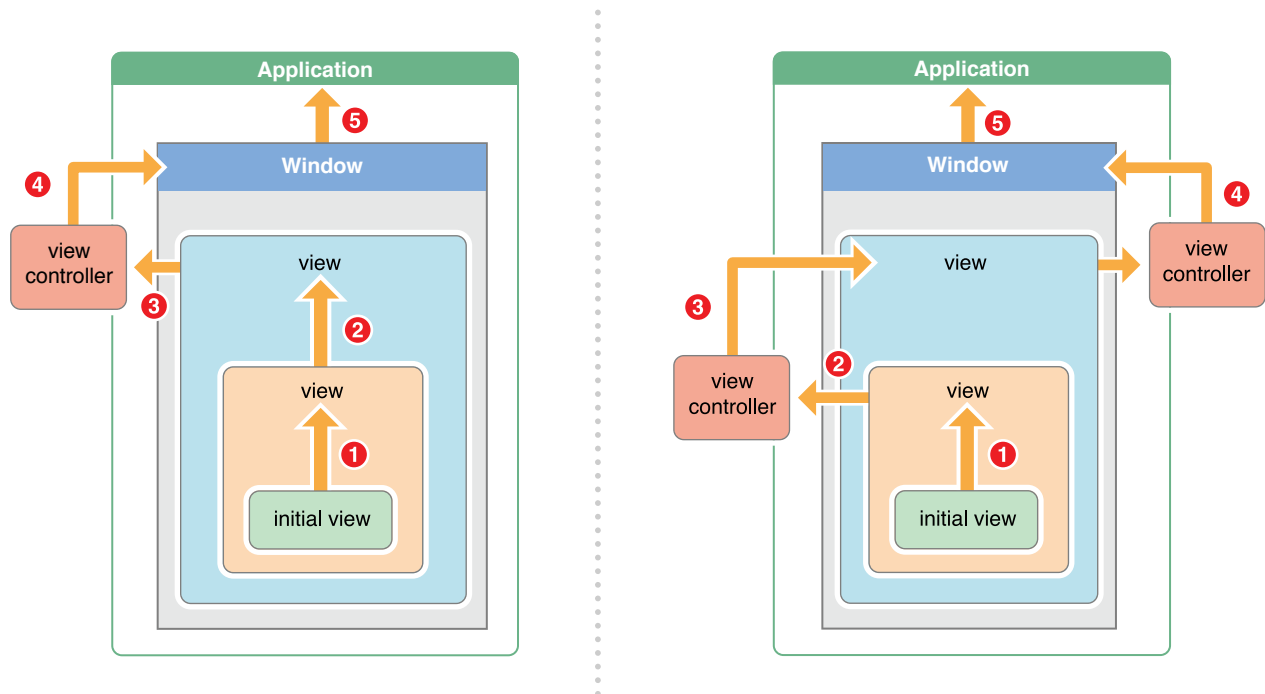 Application
5
Window
4
view
controller
view
3
2
view
1
initial view
Application
5
Window
4
view
controller
view
3
2
view
controller
view
1
initial view